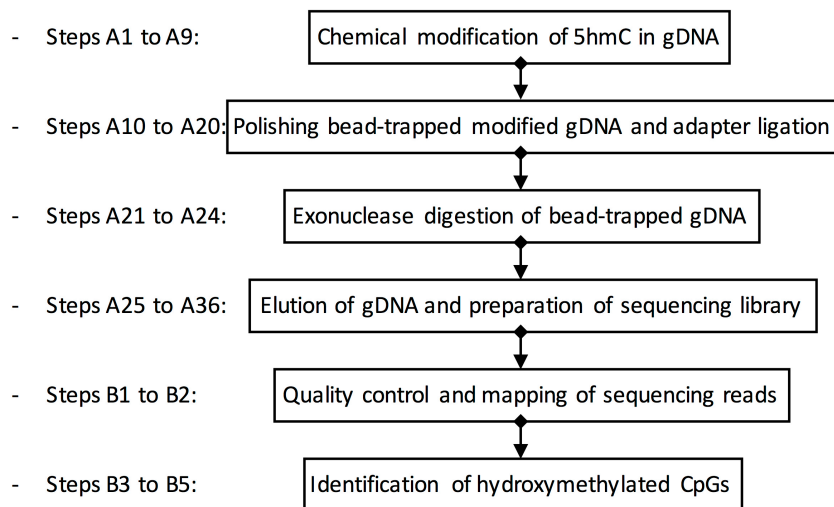 - Steps A1 to A9: Chemical modification of 5hmC in gDNA
- Steps A10 to A20: Polishing bead-trapped modified gDNA and adapter ligation
- Steps A21 to A24: Exonuclease digestion of bead-trapped gDNA
- Steps A25 to A36: Elution of gDNA and preparation of sequencing library
- Steps B1 to B2: Quality control and mapping of sequencing reads
- Steps B3 to B5: Identification of hydroxymethylated CpGs